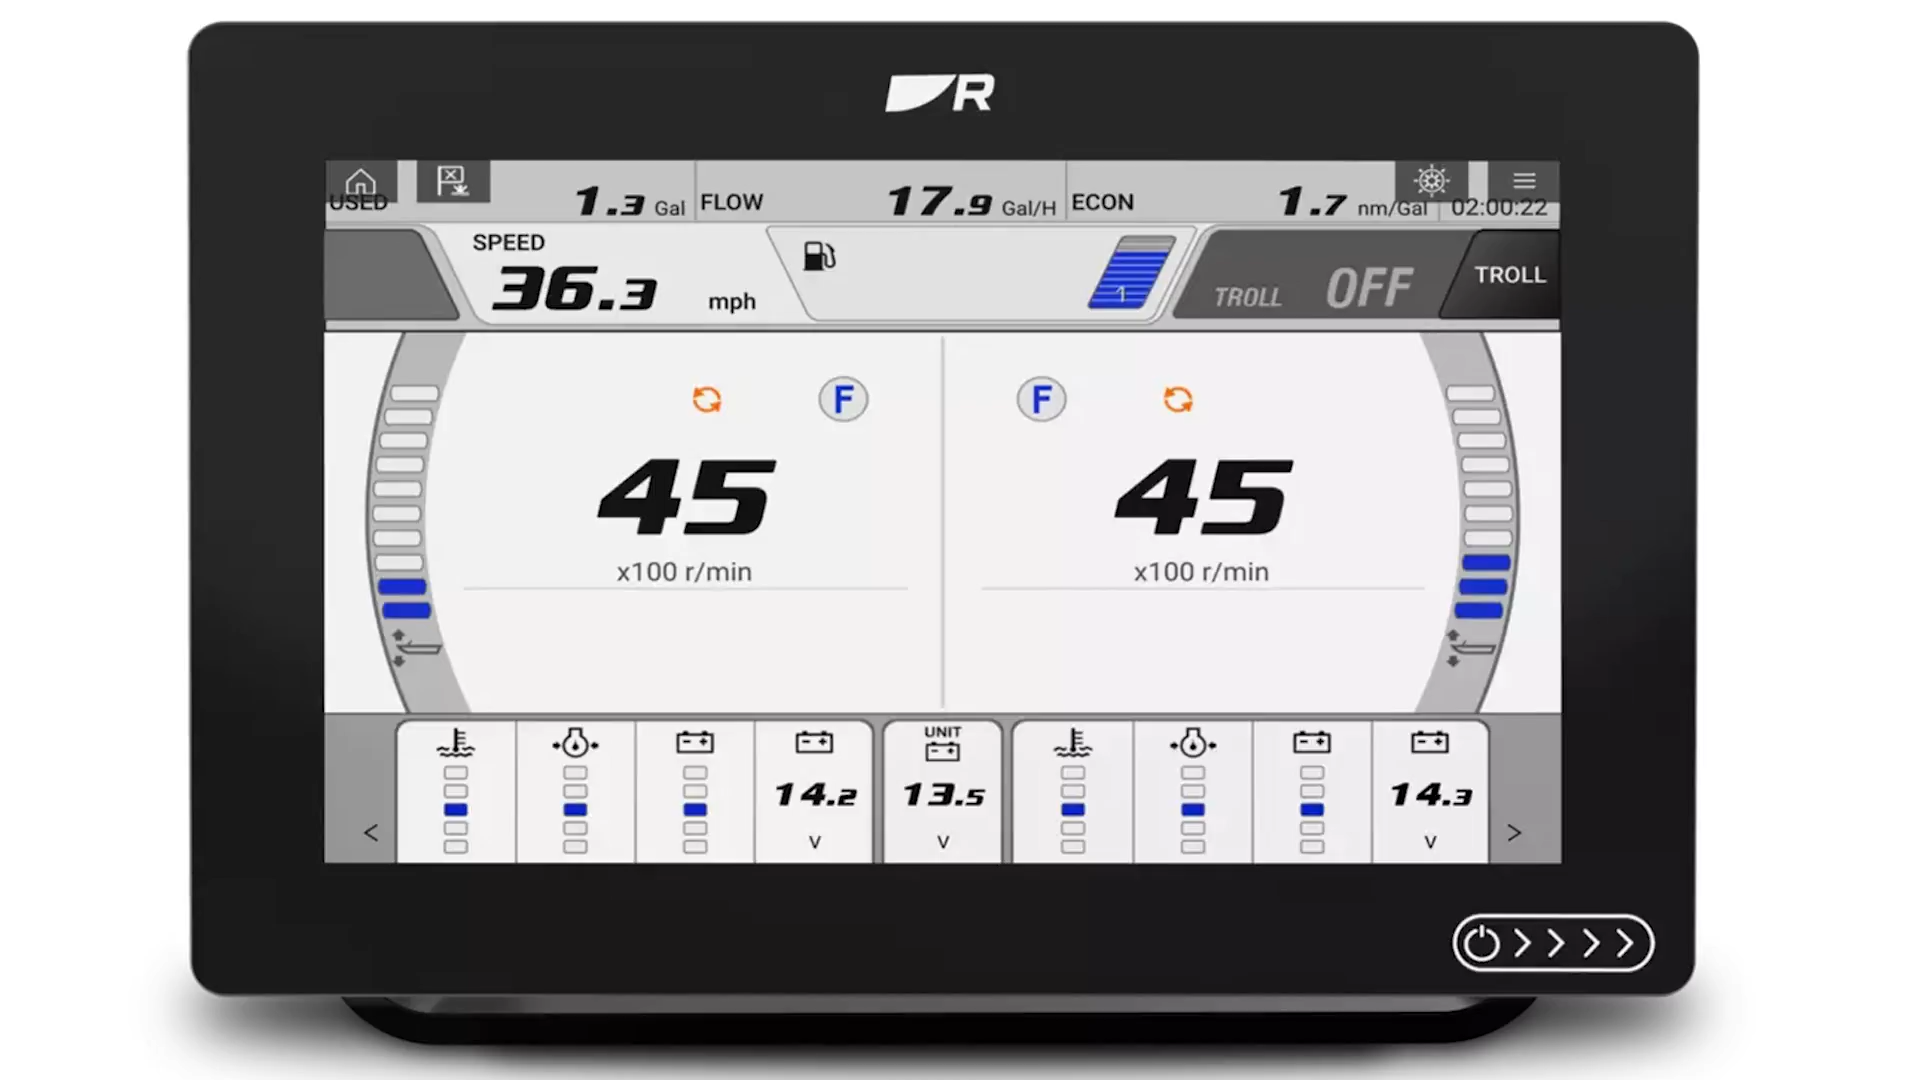 R
USED 1.3 Gal FLOW 17.9 Gal/H ECON 1.7 nm/Gal 02:00:22
SPEED
36.3 mph
1
TROLL OFF
TROLL
F F
45 45
x100 r/min x100 r/min
UNIT
14.2 13.5 14.3
< V V V >